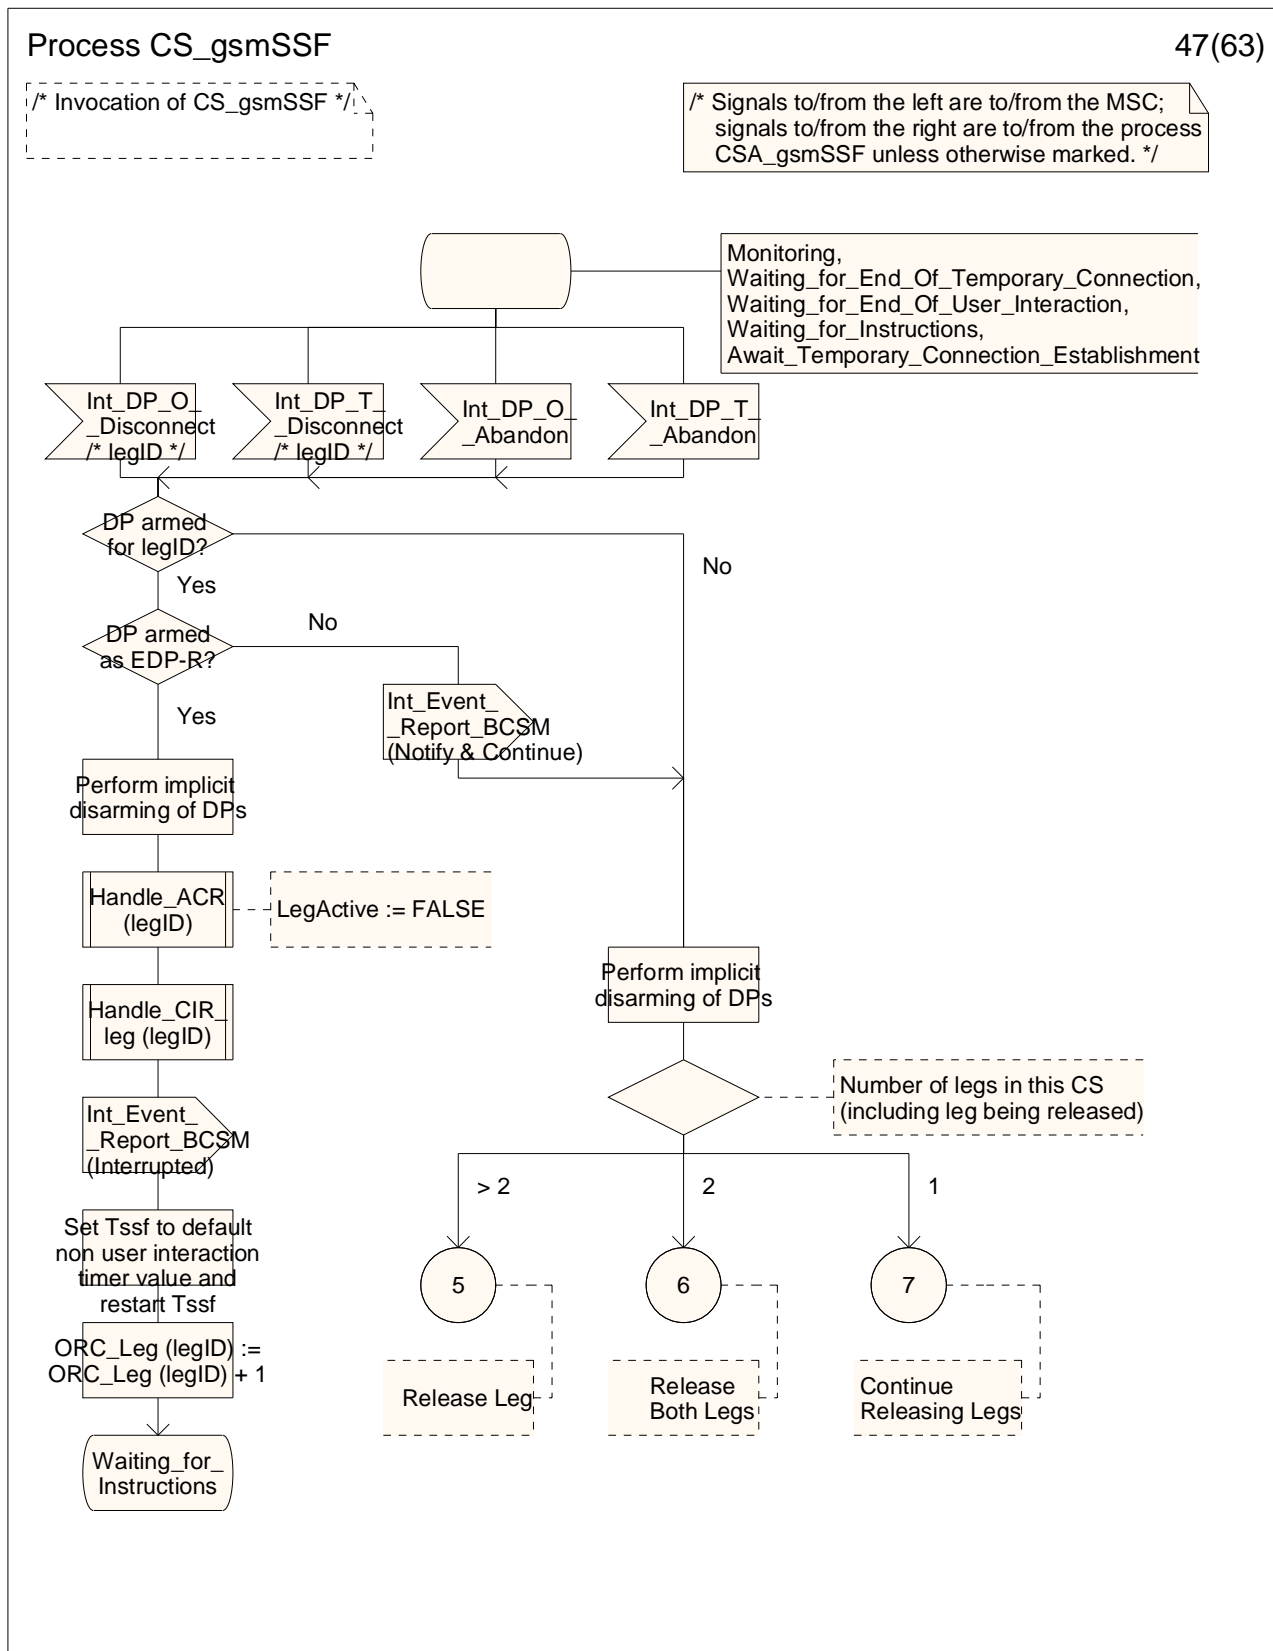 Process CS_gsmSSF
47(63)
/* Invocation of CS_gsmSSF */
/* Signals to/from the left are to/from the MSC;
signals to/from the right are to/from the process
CSA_gsmSSF unless otherwise marked. */
Monitoring,
Waiting_for_End_Of_Temporary_Connection,
Waiting_for_End_Of_User_Interaction,
Waiting_for_Instructions,
Await_Temporary_Connection_Establishment
Int_DP_O_
_Disconnect
/* legID */
Int_DP_T_
_Disconnect
/* legID */
Int_DP_O_
_Abandon
Int_DP_T_
_Abandon
DP armed
for legID?
No
Yes
DP armed
as EDP-R?
No
Yes
Int_Event_
_Report_BCSM
(Notify & Continue)
Perform implicit
disarming of DPs
Handle_ACR
(legID)
LegActive := FALSE
Perform implicit
disarming of DPs
Handle_CIR_
leg (legID)
Number of legs in this CS
(including leg being released)
Int_Event_
_Report_BCSM
(Interrupted)
> 2
2
1
Set Tssf to default
non user interaction
timer value and
restart Tssf
5
6
7
ORC_Leg (legID) :=
ORC_Leg (legID) + 1
Release Leg
Release
Both Legs
Continue
Releasing Legs
Waiting_for_
Instructions